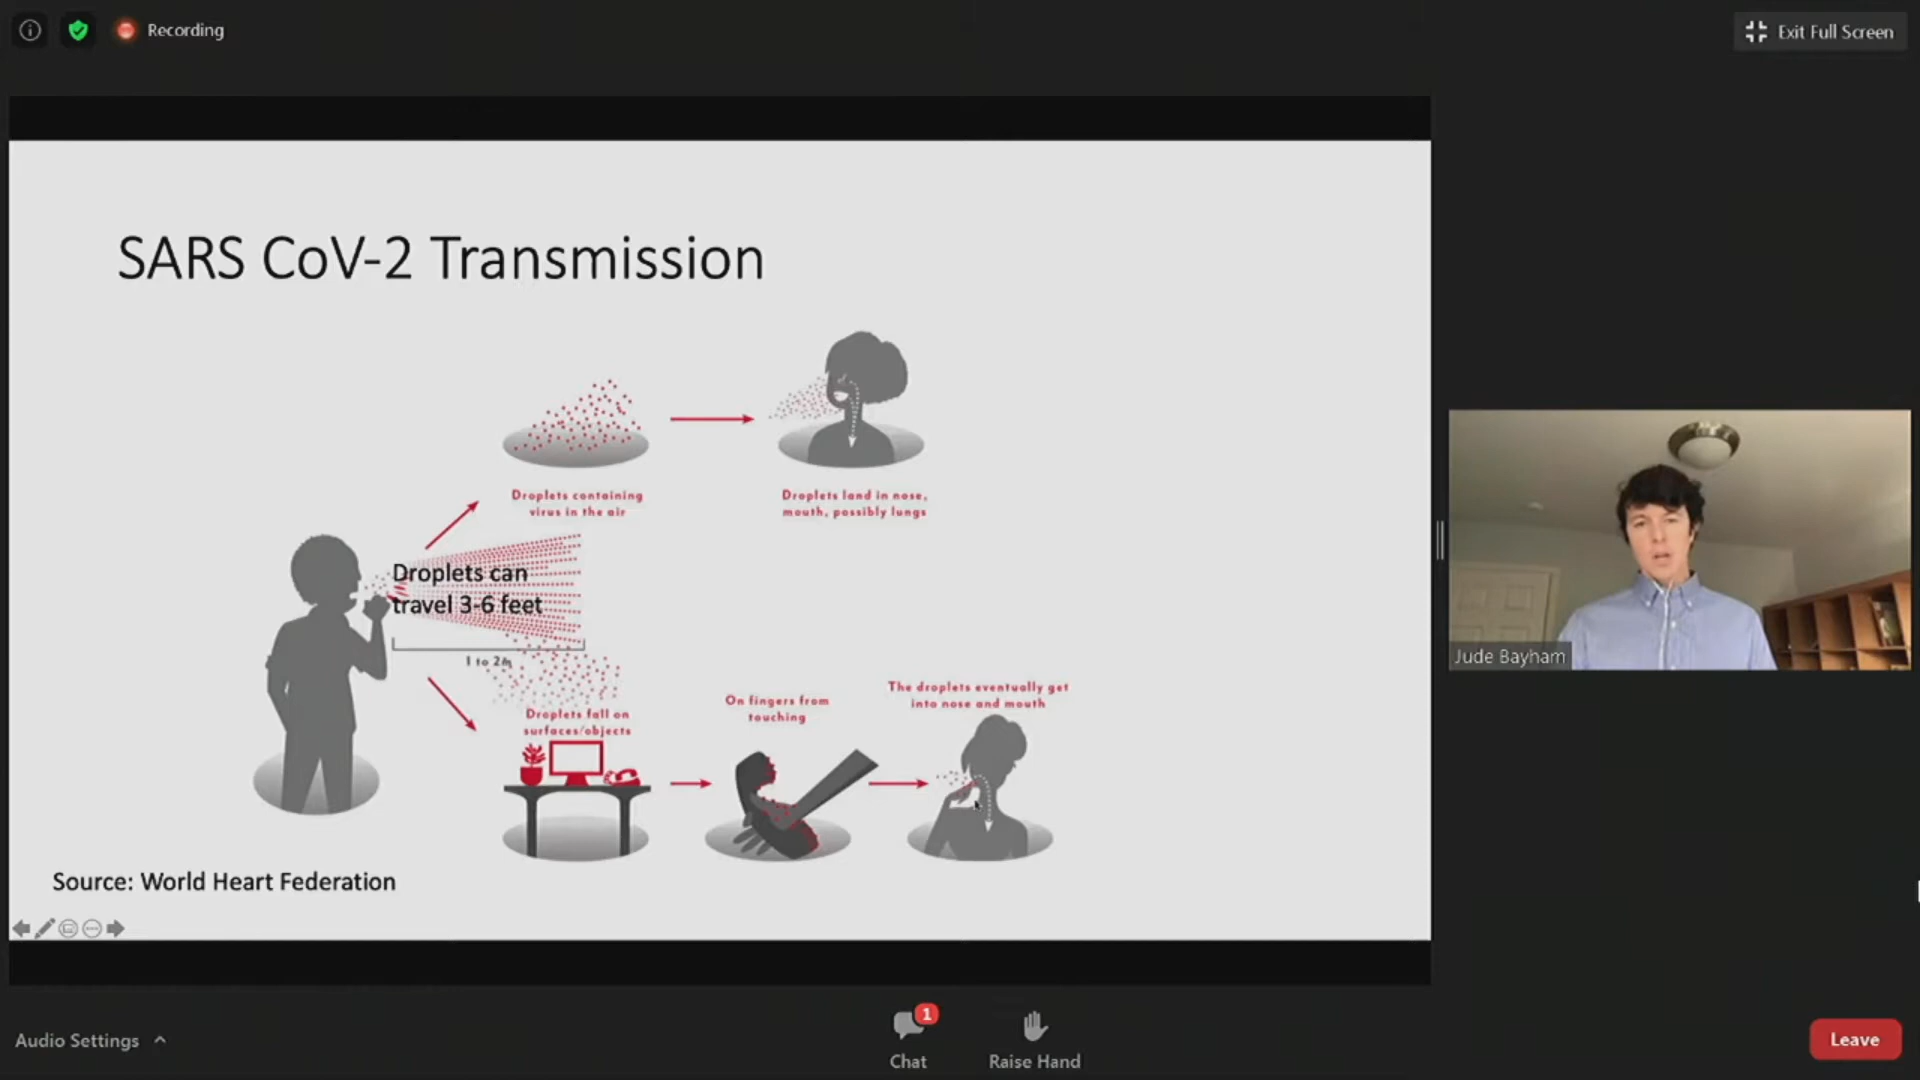 Recording
Exit Full Screen
SARS CoV-2 Transmission
Droplets containing
virus in the air
Droplets land in nose,
mouth, possibly lungs
Droplets can
travel 3-6 feet
1 to 2m
Droplets fall on
surfaces/objects
On fingers from
touching
The droplets eventually get
into nose and mouth
Source: World Heart Federation
Jude Bayham
Audio Settings
1
Chat
Raise Hand
Leave